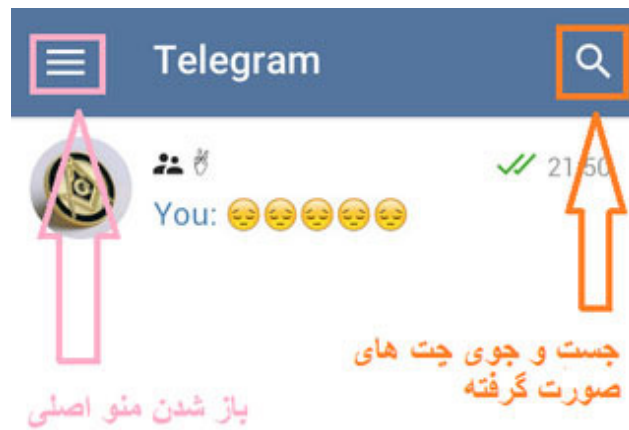 Telegram
21:50
You: 😔😔😔😔😔
جست و جوی چت های
صورت گرفته
باز شدن منو اصلی